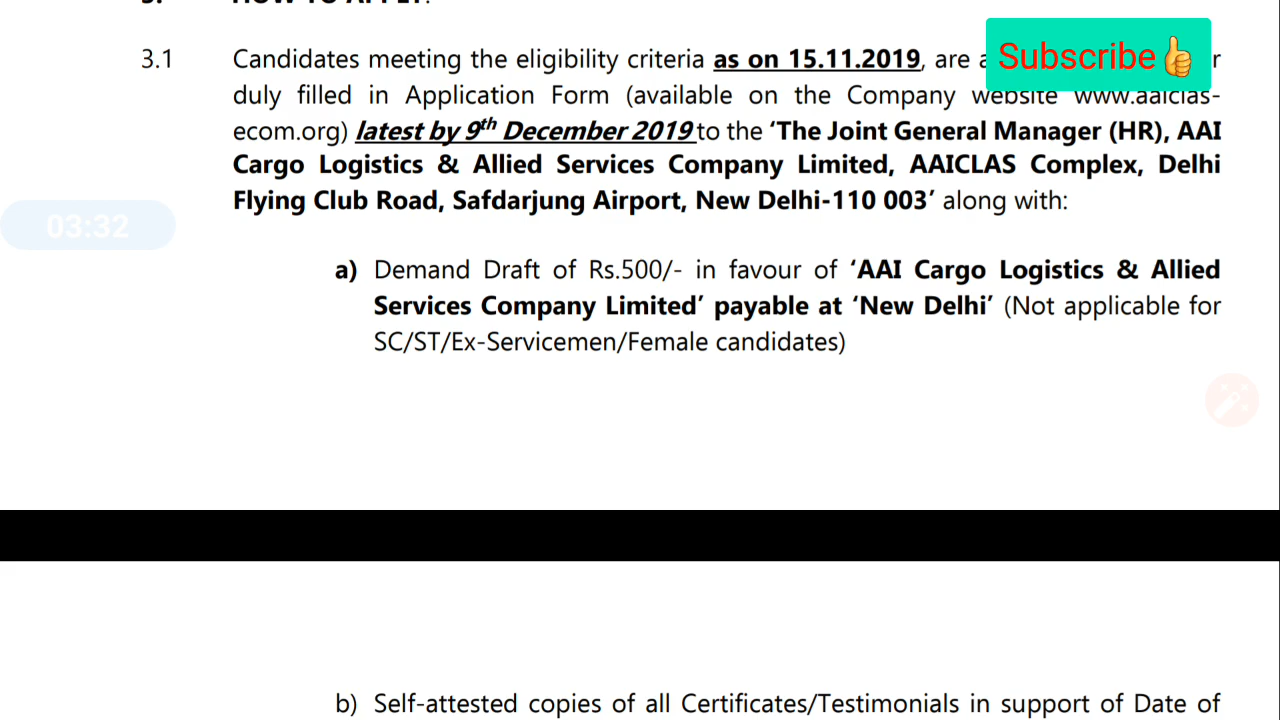 3.1 Candidates meeting the eligibility criteria as on 15.11.2019, are
Subscribe👍
duly filled in Application Form (available on the Company website www.aaiclas-
ecom.org) latest by 9th December 2019 to the ‘The Joint General Manager (HR), AAI
Cargo Logistics & Allied Services Company Limited, AAICLAS Complex, Delhi
Flying Club Road, Safdarjung Airport, New Delhi-110 003’ along with:
03:32
a) Demand Draft of Rs.500/- in favour of ‘AAI Cargo Logistics & Allied
Services Company Limited’ payable at ‘New Delhi’ (Not applicable for
SC/ST/Ex-Servicemen/Female candidates)
b) Self-attested copies of all Certificates/Testimonials in support of Date of